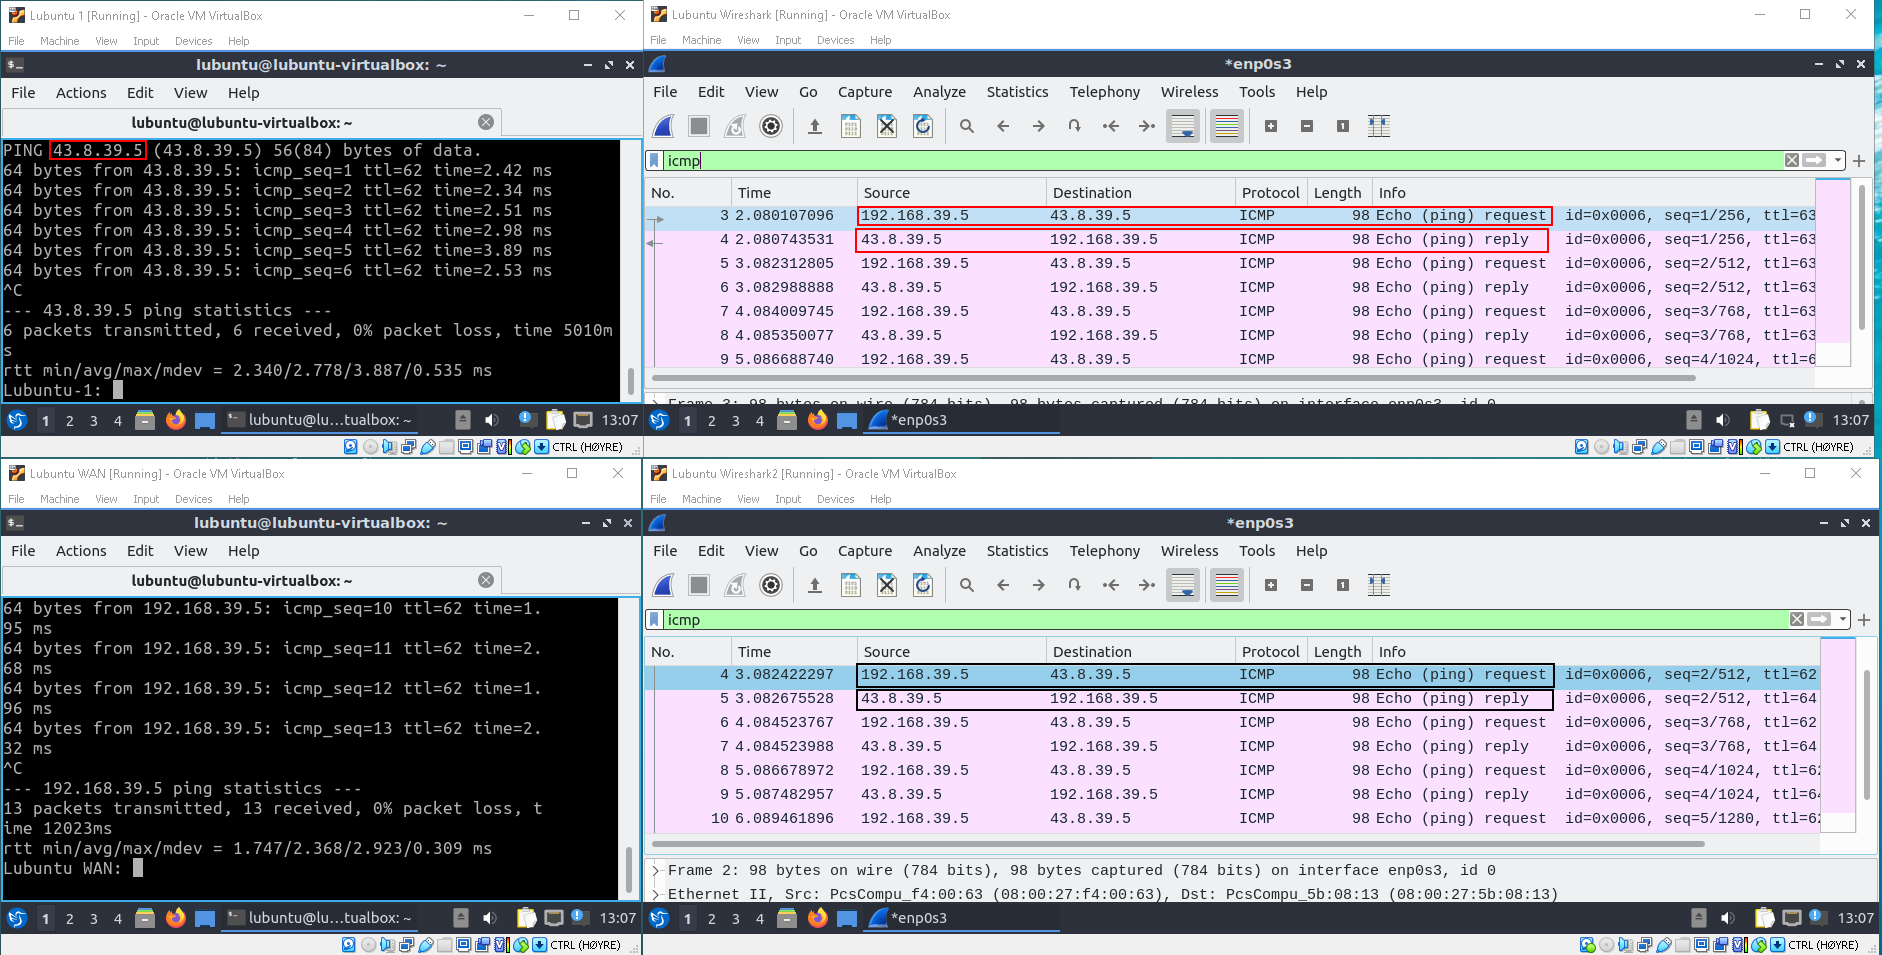 Lubuntu 1 [Running] - Oracle VM VirtualBox
File Machine View Input Devices Help
lubuntu@lubuntu-virtualbox: ~
File Actions Edit View Help
lubuntu@lubuntu-virtualbox: ~
PING 43.8.39.5 (43.8.39.5) 56(84) bytes of data.
64 bytes from 43.8.39.5: icmp_seq=1 ttl=62 time=2.42 ms
64 bytes from 43.8.39.5: icmp_seq=2 ttl=62 time=2.34 ms
64 bytes from 43.8.39.5: icmp_seq=3 ttl=62 time=2.51 ms
64 bytes from 43.8.39.5: icmp_seq=4 ttl=62 time=2.98 ms
64 bytes from 43.8.39.5: icmp_seq=5 ttl=62 time=3.89 ms
64 bytes from 43.8.39.5: icmp_seq=6 ttl=62 time=2.53 ms
^C
--- 43.8.39.5 ping statistics ---
6 packets transmitted, 6 received, 0% packet loss, time 5010m
s
rtt min/avg/max/mdev = 2.340/2.778/3.887/0.535 ms
Lubuntu-1:
1 2 3 4 lubuntu@lu...tualbox: ~ 13:07
CTRL (HØYRE)
Lubuntu Wireshark [Running] - Oracle VM VirtualBox
File Machine View Input Devices Help
*enp0s3
File Edit View Go Capture Analyze Statistics Telephony Wireless Tools Help
icmp
No. Time Source Destination Protocol Length Info
3 2.080107096 192.168.39.5 43.8.39.5 ICMP 98 Echo (ping) request id=0x0006, seq=1/256, ttl=63
4 2.080743531 43.8.39.5 192.168.39.5 ICMP 98 Echo (ping) reply id=0x0006, seq=1/256, ttl=63
5 3.082312805 192.168.39.5 43.8.39.5 ICMP 98 Echo (ping) request id=0x0006, seq=2/512, ttl=63
6 3.082988888 43.8.39.5 192.168.39.5 ICMP 98 Echo (ping) reply id=0x0006, seq=2/512, ttl=63
7 4.084009745 192.168.39.5 43.8.39.5 ICMP 98 Echo (ping) request id=0x0006, seq=3/768, ttl=63
8 4.085350077 43.8.39.5 192.168.39.5 ICMP 98 Echo (ping) reply id=0x0006, seq=3/768, ttl=63
9 5.086688740 192.168.39.5 43.8.39.5 ICMP 98 Echo (ping) request id=0x0006, seq=4/1024, ttl=6
Frame 3: 98 bytes on wire (784 bits), 98 bytes captured (784 bits) on interface enp0s3, id 0
1 2 3 4 *enp0s3 13:07
CTRL (HØYRE)
Lubuntu WAN [Running] - Oracle VM VirtualBox
File Machine View Input Devices Help
lubuntu@lubuntu-virtualbox: ~
File Actions Edit View Help
lubuntu@lubuntu-virtualbox: ~
64 bytes from 192.168.39.5: icmp_seq=10 ttl=62 time=1.
95 ms
64 bytes from 192.168.39.5: icmp_seq=11 ttl=62 time=2.
68 ms
64 bytes from 192.168.39.5: icmp_seq=12 ttl=62 time=1.
96 ms
64 bytes from 192.168.39.5: icmp_seq=13 ttl=62 time=2.
32 ms
^C
--- 192.168.39.5 ping statistics ---
13 packets transmitted, 13 received, 0% packet loss, t
ime 12023ms
rtt min/avg/max/mdev = 1.747/2.368/2.923/0.309 ms
Lubuntu WAN:
1 2 3 4 lubuntu@lu...tualbox: ~ 13:07
CTRL (HØYRE)
Lubuntu Wireshark2 [Running] - Oracle VM VirtualBox
File Machine View Input Devices Help
*enp0s3
File Edit View Go Capture Analyze Statistics Telephony Wireless Tools Help
icmp
No. Time Source Destination Protocol Length Info
4 3.082422297 192.168.39.5 43.8.39.5 ICMP 98 Echo (ping) request id=0x0006, seq=2/512, ttl=62
5 3.082675528 43.8.39.5 192.168.39.5 ICMP 98 Echo (ping) reply id=0x0006, seq=2/512, ttl=64
6 4.084523767 192.168.39.5 43.8.39.5 ICMP 98 Echo (ping) request id=0x0006, seq=3/768, ttl=62
7 4.084523988 43.8.39.5 192.168.39.5 ICMP 98 Echo (ping) reply id=0x0006, seq=3/768, ttl=64
8 5.086678972 192.168.39.5 43.8.39.5 ICMP 98 Echo (ping) request id=0x0006, seq=4/1024, ttl=62
9 5.087482957 43.8.39.5 192.168.39.5 ICMP 98 Echo (ping) reply id=0x0006, seq=4/1024, ttl=64
10 6.089461896 192.168.39.5 43.8.39.5 ICMP 98 Echo (ping) request id=0x0006, seq=5/1280, ttl=62
Frame 2: 98 bytes on wire (784 bits), 98 bytes captured (784 bits) on interface enp0s3, id 0
Ethernet II, Src: PcsCompu_f4:00:63 (08:00:27:f4:00:63), Dst: PcsCompu_5b:08:13 (08:00:27:5b:08:13)
1 2 3 4 *enp0s3 13:07
CTRL (HØYRE)